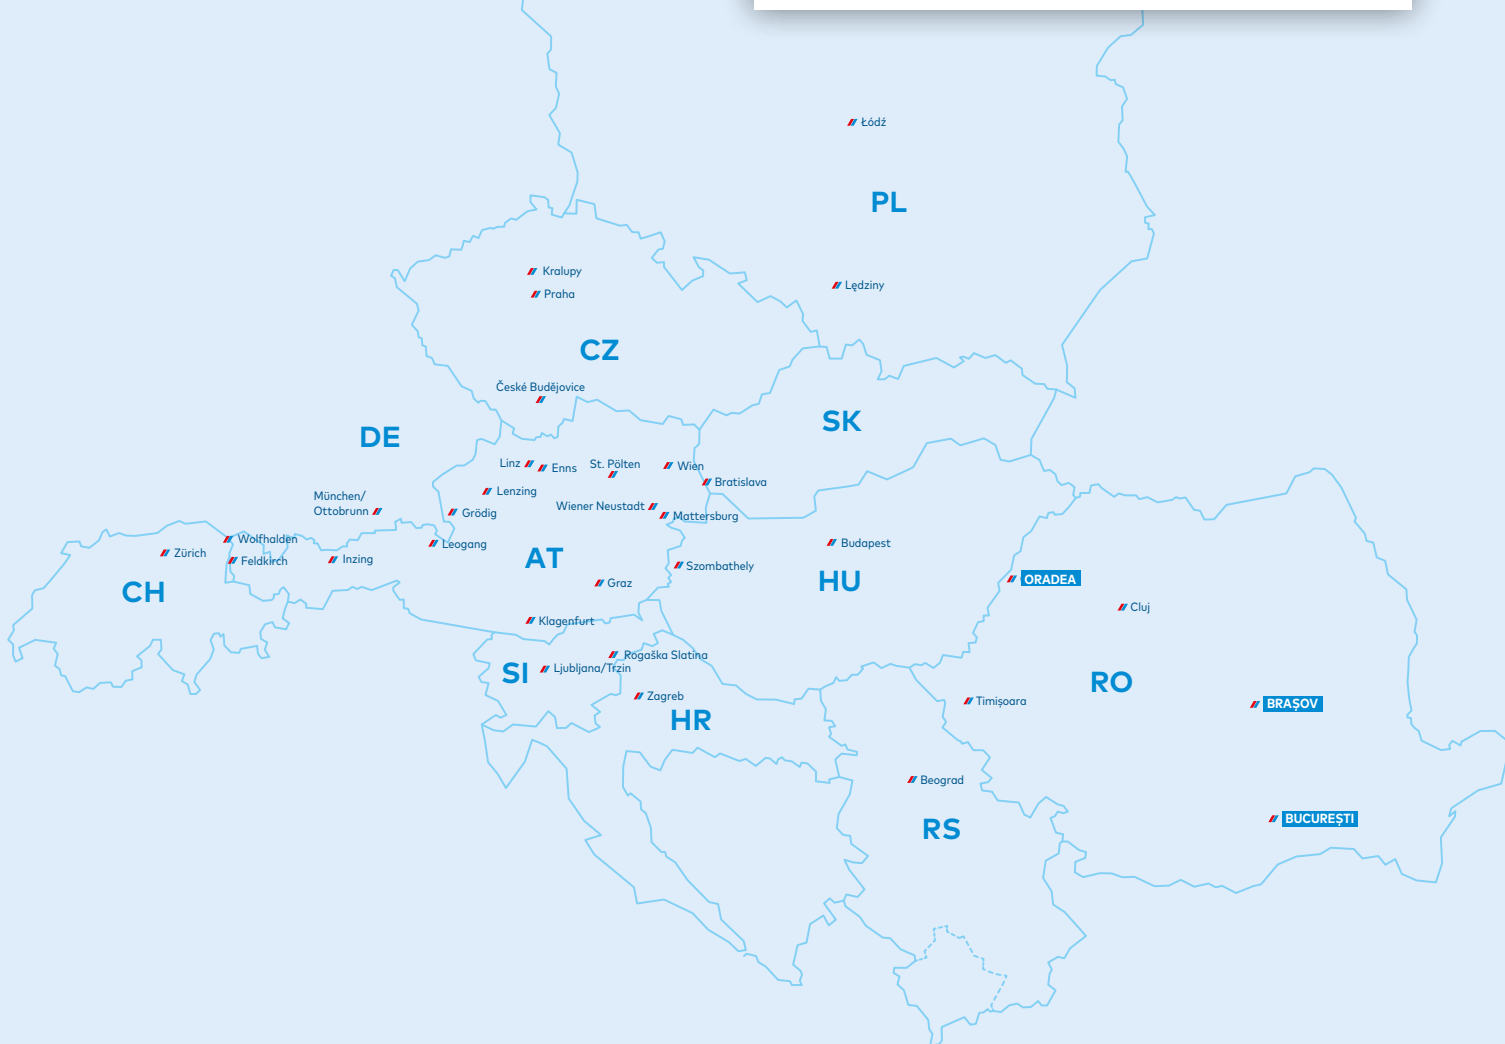 Łódź
PL
Kralupy
Lędziny
Praha
CZ
České Budějovice
SK
DE
Linz
Enns
St. Pölten
Wien
Bratislava
München/
Ottobrunn
Lenzing
Grödig
Wiener Neustadt
Mattersburg
Wolfhalden
Zürich
Feldkirch
Inzing
Leogang
AT
Budapest
Szombathely
HU
ORADEA
CH
Graz
Cluj
Klagenfurt
Rogaška Slatina
SI
Ljubljana/Trzin
RO
Zagreb
HR
Timișoara
BRAȘOV
Beograd
RS
BUCUREȘTI